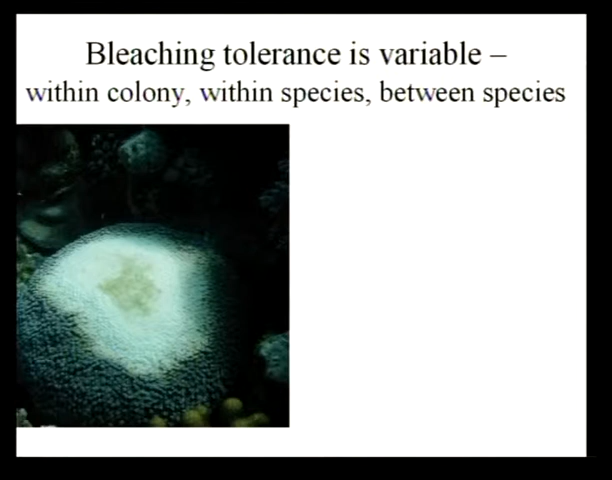 Bleaching tolerance is variable –
within colony, within species, between species